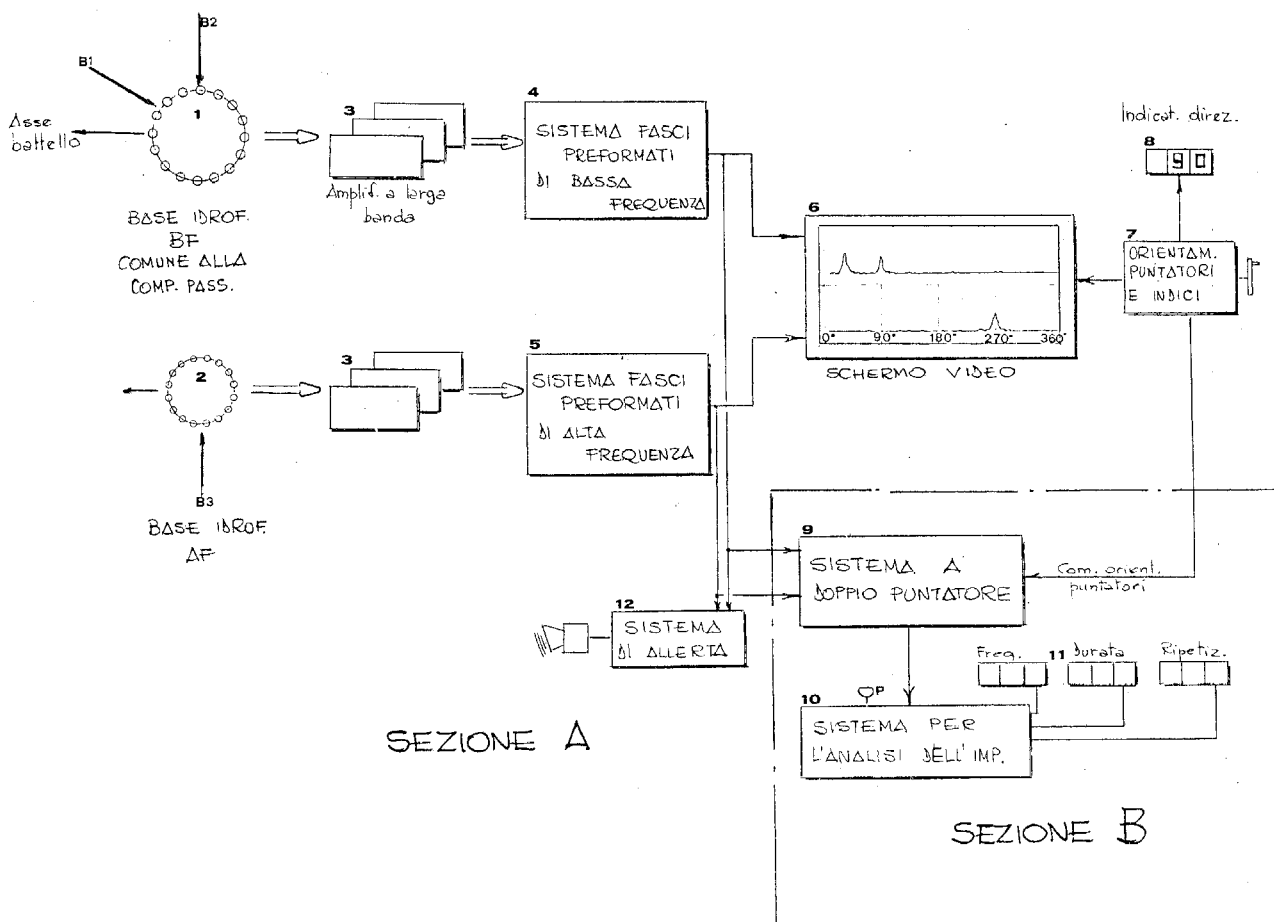 B2
B1
1
Asse
battello
BASE IDROF.
BF
COMUNE ALLA
COMP. PASS.
3
Amplif. a larga
banda
4
SISTEMA FASCI
PREFORMATI
DI BASSA
FREQUENZA
6
0° 90° 180° 270° 360°
SCHERMO VIDEO
Indicat. direz.
8
90
7
ORIENTAM.
PUNTATORI
E INDICI
2
B3
BASE IDROF.
AF
3
5
SISTEMA FASCI
PREFORMATI
DI ALTA
FREQUENZA
9
SISTEMA A
DOPPIO PUNTATORE
Com. orient.
puntatori
12
SISTEMA
DI ALLERTA
Freq. 11 Durata Ripetiz.
10
P
SISTEMA PER
L'ANALISI DELL'IMP.
SEZIONE A
SEZIONE B